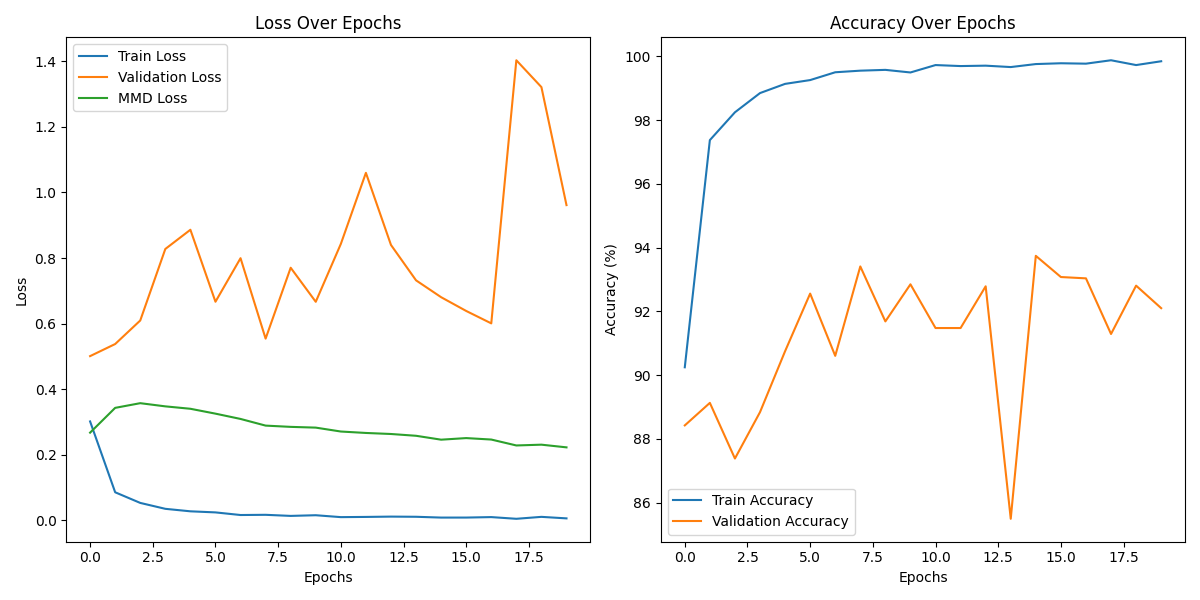 Loss Over Epochs
Train Loss
Validation Loss
MMD Loss
1.4
1.2
1.0
0.8
0.6
0.4
0.2
0.0
Loss
0.0 2.5 5.0 7.5 10.0 12.5 15.0 17.5
Epochs
Accuracy Over Epochs
100
98
96
94
92
90
88
86
Accuracy (%)
Train Accuracy
Validation Accuracy
0.0 2.5 5.0 7.5 10.0 12.5 15.0 17.5
Epochs